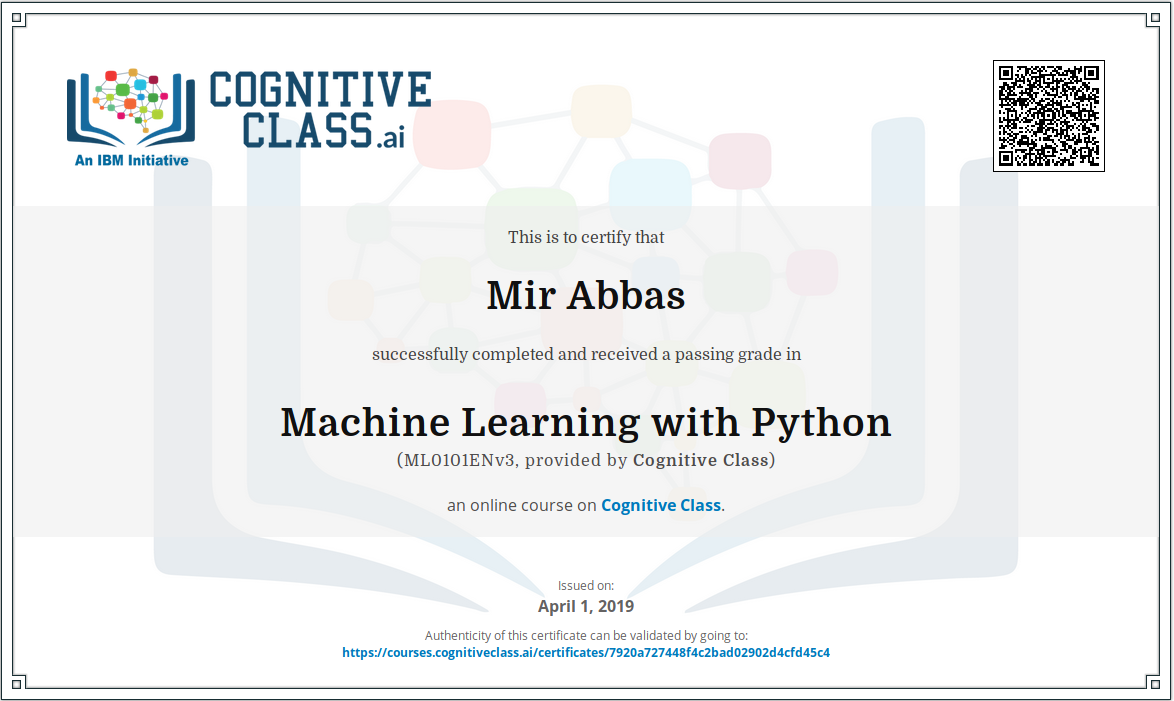 COGNITIVE
CLASS.ai
An IBM Initiative
This is to certify that
Mir Abbas
successfully completed and received a passing grade in
Machine Learning with Python
(ML0101ENv3, provided by Cognitive Class)
an online course on Cognitive Class.
Issued on:
April 1, 2019
Authenticity of this certificate can be validated by going to:
https://courses.cognitiveclass.ai/certificates/7920a727448f4c2bad02902d4cfd45c4